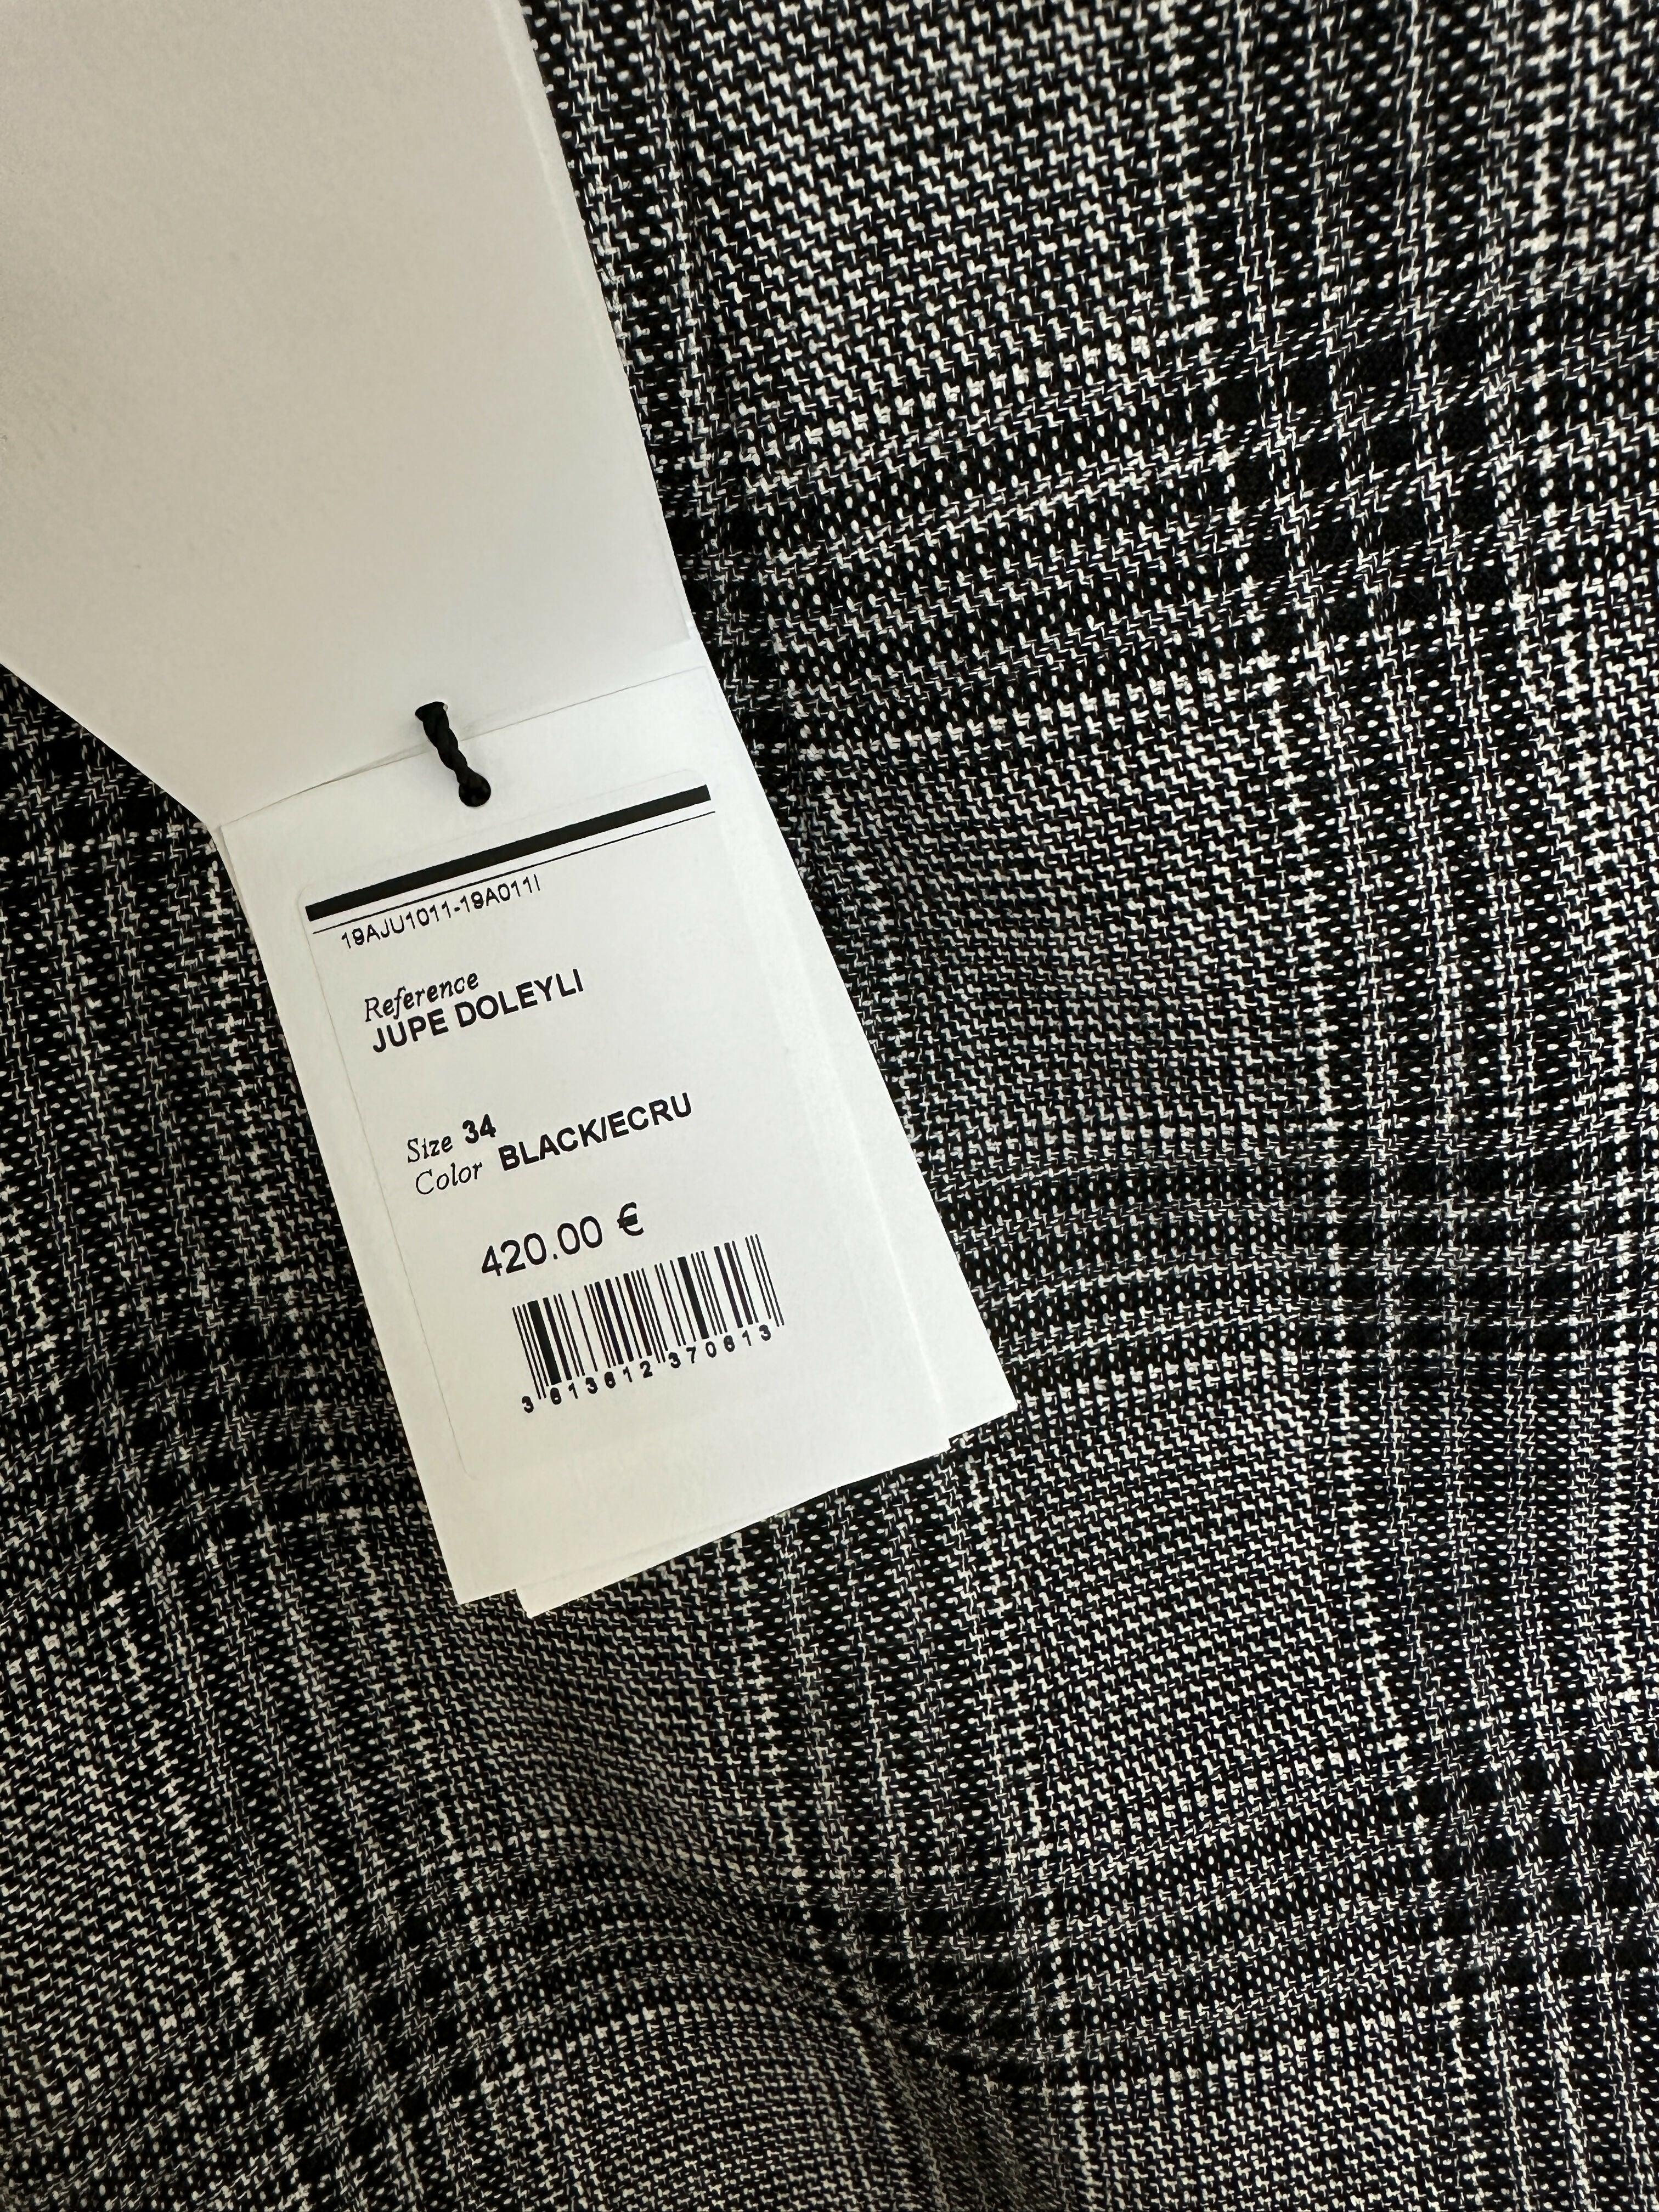 19AJU1011-19A011I
Reference
JUPE DOLEYLI
Size 34
Color BLACK/ECRU
420.00 €
3 613612 370613